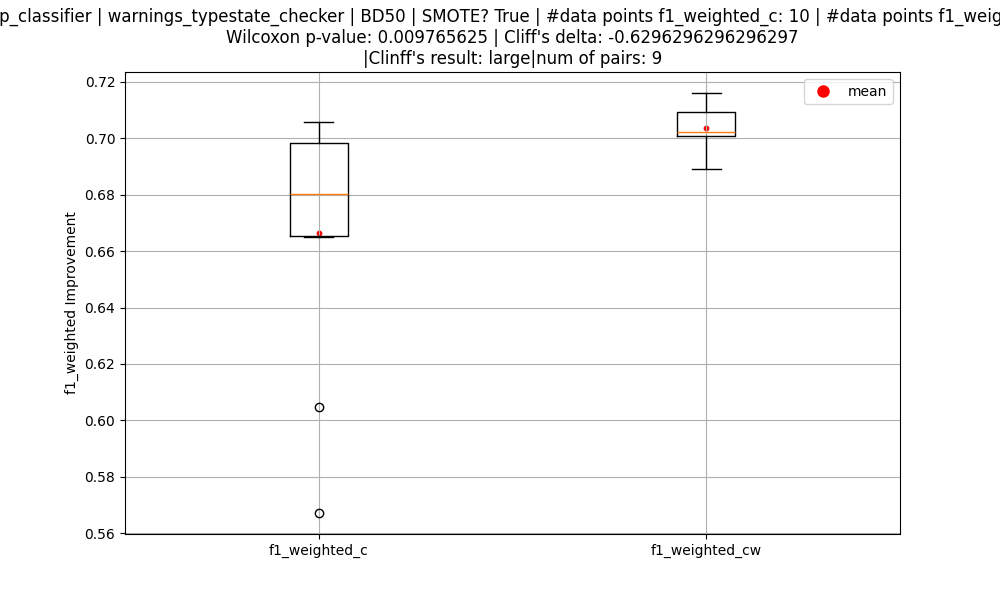 p_classifier | warnings_typestate_checker | BD50 | SMOTE? True | #data points f1_weighted_c: 10 | #data points f1_weig
Wilcoxon p-value: 0.009765625 | Cliff's delta: -0.6296296296296297
|Clinff's result: large|num of pairs: 9
mean
0.72
0.70
0.68
0.66
0.64
0.62
0.60
0.58
0.56
f1_weighted Improvement
f1_weighted_c
f1_weighted_cw